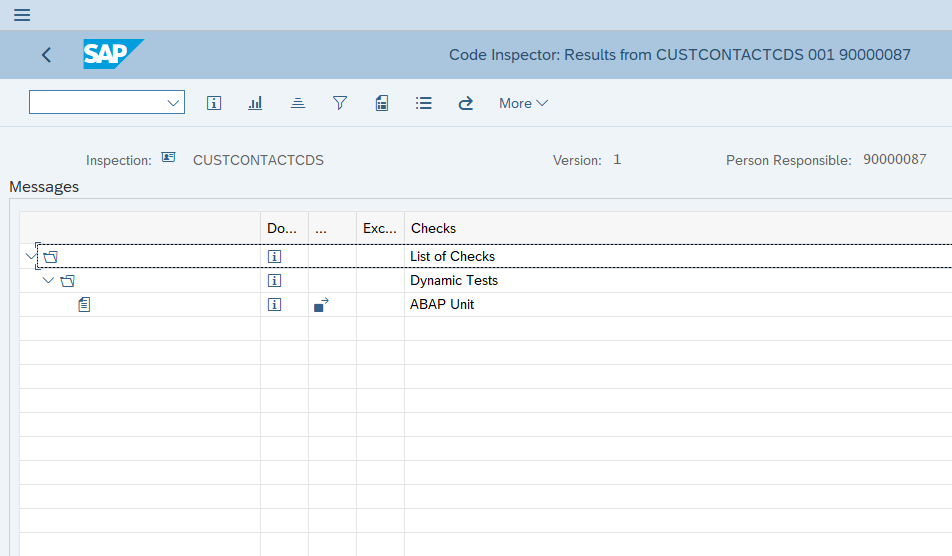 SAP
Code Inspector: Results from CUSTCONTACTCDS 001 90000087
More
Inspection: CUSTCONTACTCDS Version: 1 Person Responsible: 90000087
Messages
Do... ... Exc... Checks
List of Checks
Dynamic Tests
ABAP Unit